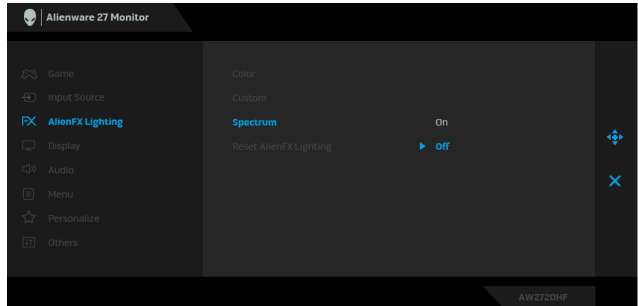 Alienware 27 Monitor
Game
Input Source
FX AlienFX Lighting
Display
Audio
Menu
Personalize
Others
Color
Custom
Spectrum On
Reset AlienFX Lighting Off
AW2720HF